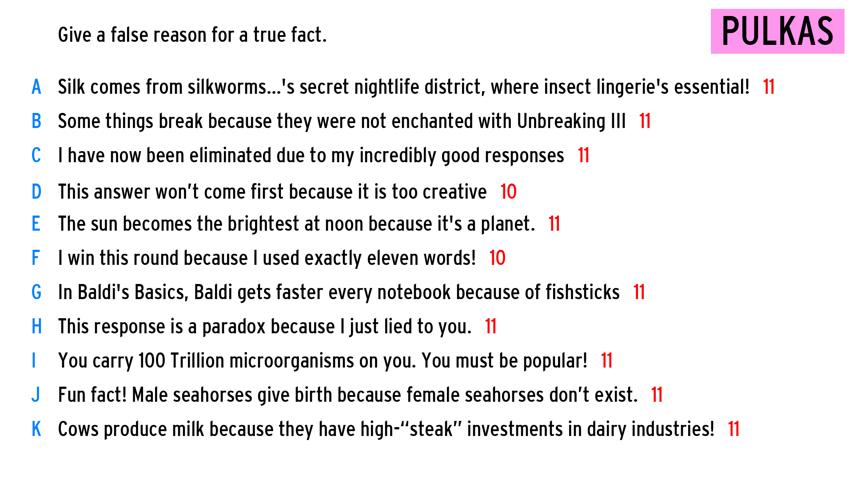 Give a false reason for a true fact.
PULKAS
A Silk comes from silkworms...'s secret nightlife district, where insect lingerie's essential! 11
B Some things break because they were not enchanted with Unbreaking III 11
C I have now been eliminated due to my incredibly good responses 11
D This answer won’t come first because it is too creative 10
E The sun becomes the brightest at noon because it's a planet. 11
F I win this round because I used exactly eleven words! 10
G In Baldi's Basics, Baldi gets faster every notebook because of fishsticks 11
H This response is a paradox because I just lied to you. 11
I You carry 100 Trillion microorganisms on you. You must be popular! 11
J Fun fact! Male seahorses give birth because female seahorses don’t exist. 11
K Cows produce milk because they have high-“steak” investments in dairy industries! 11